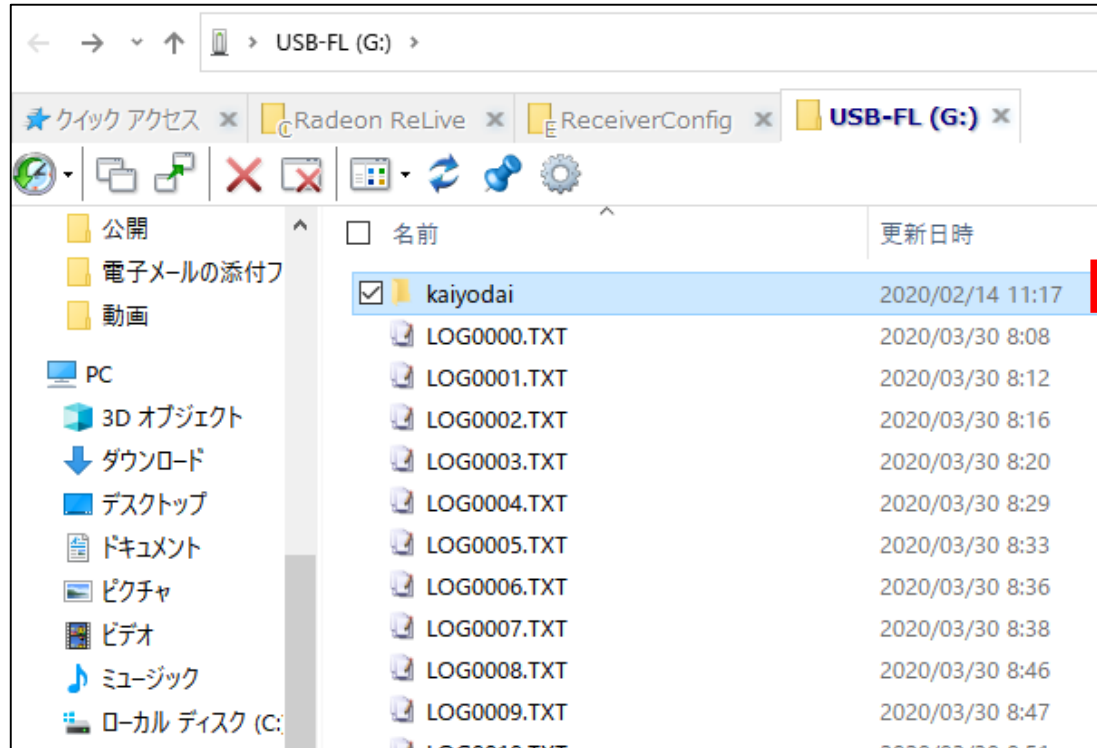 USB-FL (G:)
クイック アクセス Radeon ReLive ReceiverConfig USB-FL (G:)
公開
電子メールの添付フ
動画
PC
3D オブジェクト
ダウンロード
デスクトップ
ドキュメント
ピクチャ
ビデオ
ミュージック
ローカル ディスク (C:
名前 更新日時
kaiyodai 2020/02/14 11:17
LOG0000.TXT 2020/03/30 8:08
LOG0001.TXT 2020/03/30 8:12
LOG0002.TXT 2020/03/30 8:16
LOG0003.TXT 2020/03/30 8:20
LOG0004.TXT 2020/03/30 8:29
LOG0005.TXT 2020/03/30 8:33
LOG0006.TXT 2020/03/30 8:36
LOG0007.TXT 2020/03/30 8:38
LOG0008.TXT 2020/03/30 8:46
LOG0009.TXT 2020/03/30 8:47